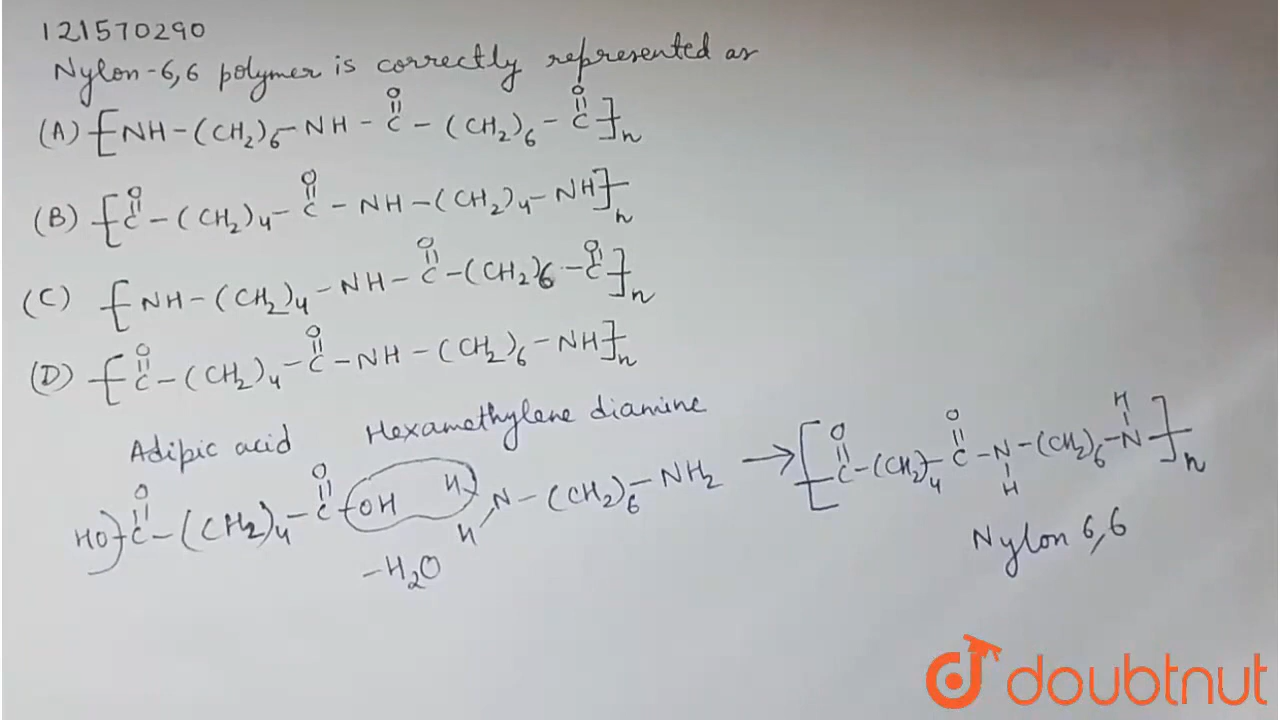 121570290
Nylon-6,6 polymer is correctly represented as
(A) [NH-(CH2)6-NH-C(=O)-(CH2)6-C(=O)]n
(B) [C(=O)-(CH2)4-C(=O)-NH-(CH2)4-NH]n
(C) [NH-(CH2)4-NH-C(=O)-(CH2)6-C(=O)]n
(D) [C(=O)-(CH2)4-C(=O)-NH-(CH2)6-NH]n
Adipic acid Hexamethylene diamine
HO-C(=O)-(CH2)4-C(=O)-OH H-N(-H)-(CH2)6-NH2 → [C(=O)-(CH2)4-C(=O)-N(-H)-(CH2)6-N(-H)]n
-H2O
Nylon 6,6
doubtnut